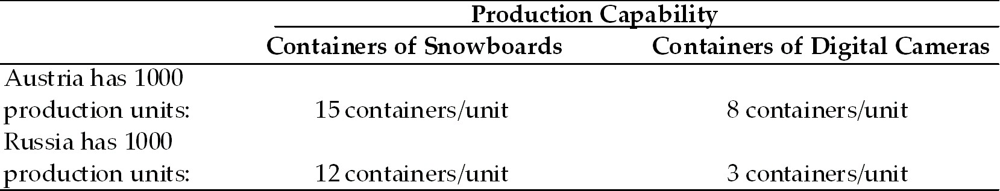 Production Capability
Containers of Snowboards Containers of Digital Cameras
Austria has 1000
production units: 15 containers/unit 8 containers/unit
Russia has 1000
production units: 12 containers/unit 3 containers/unit